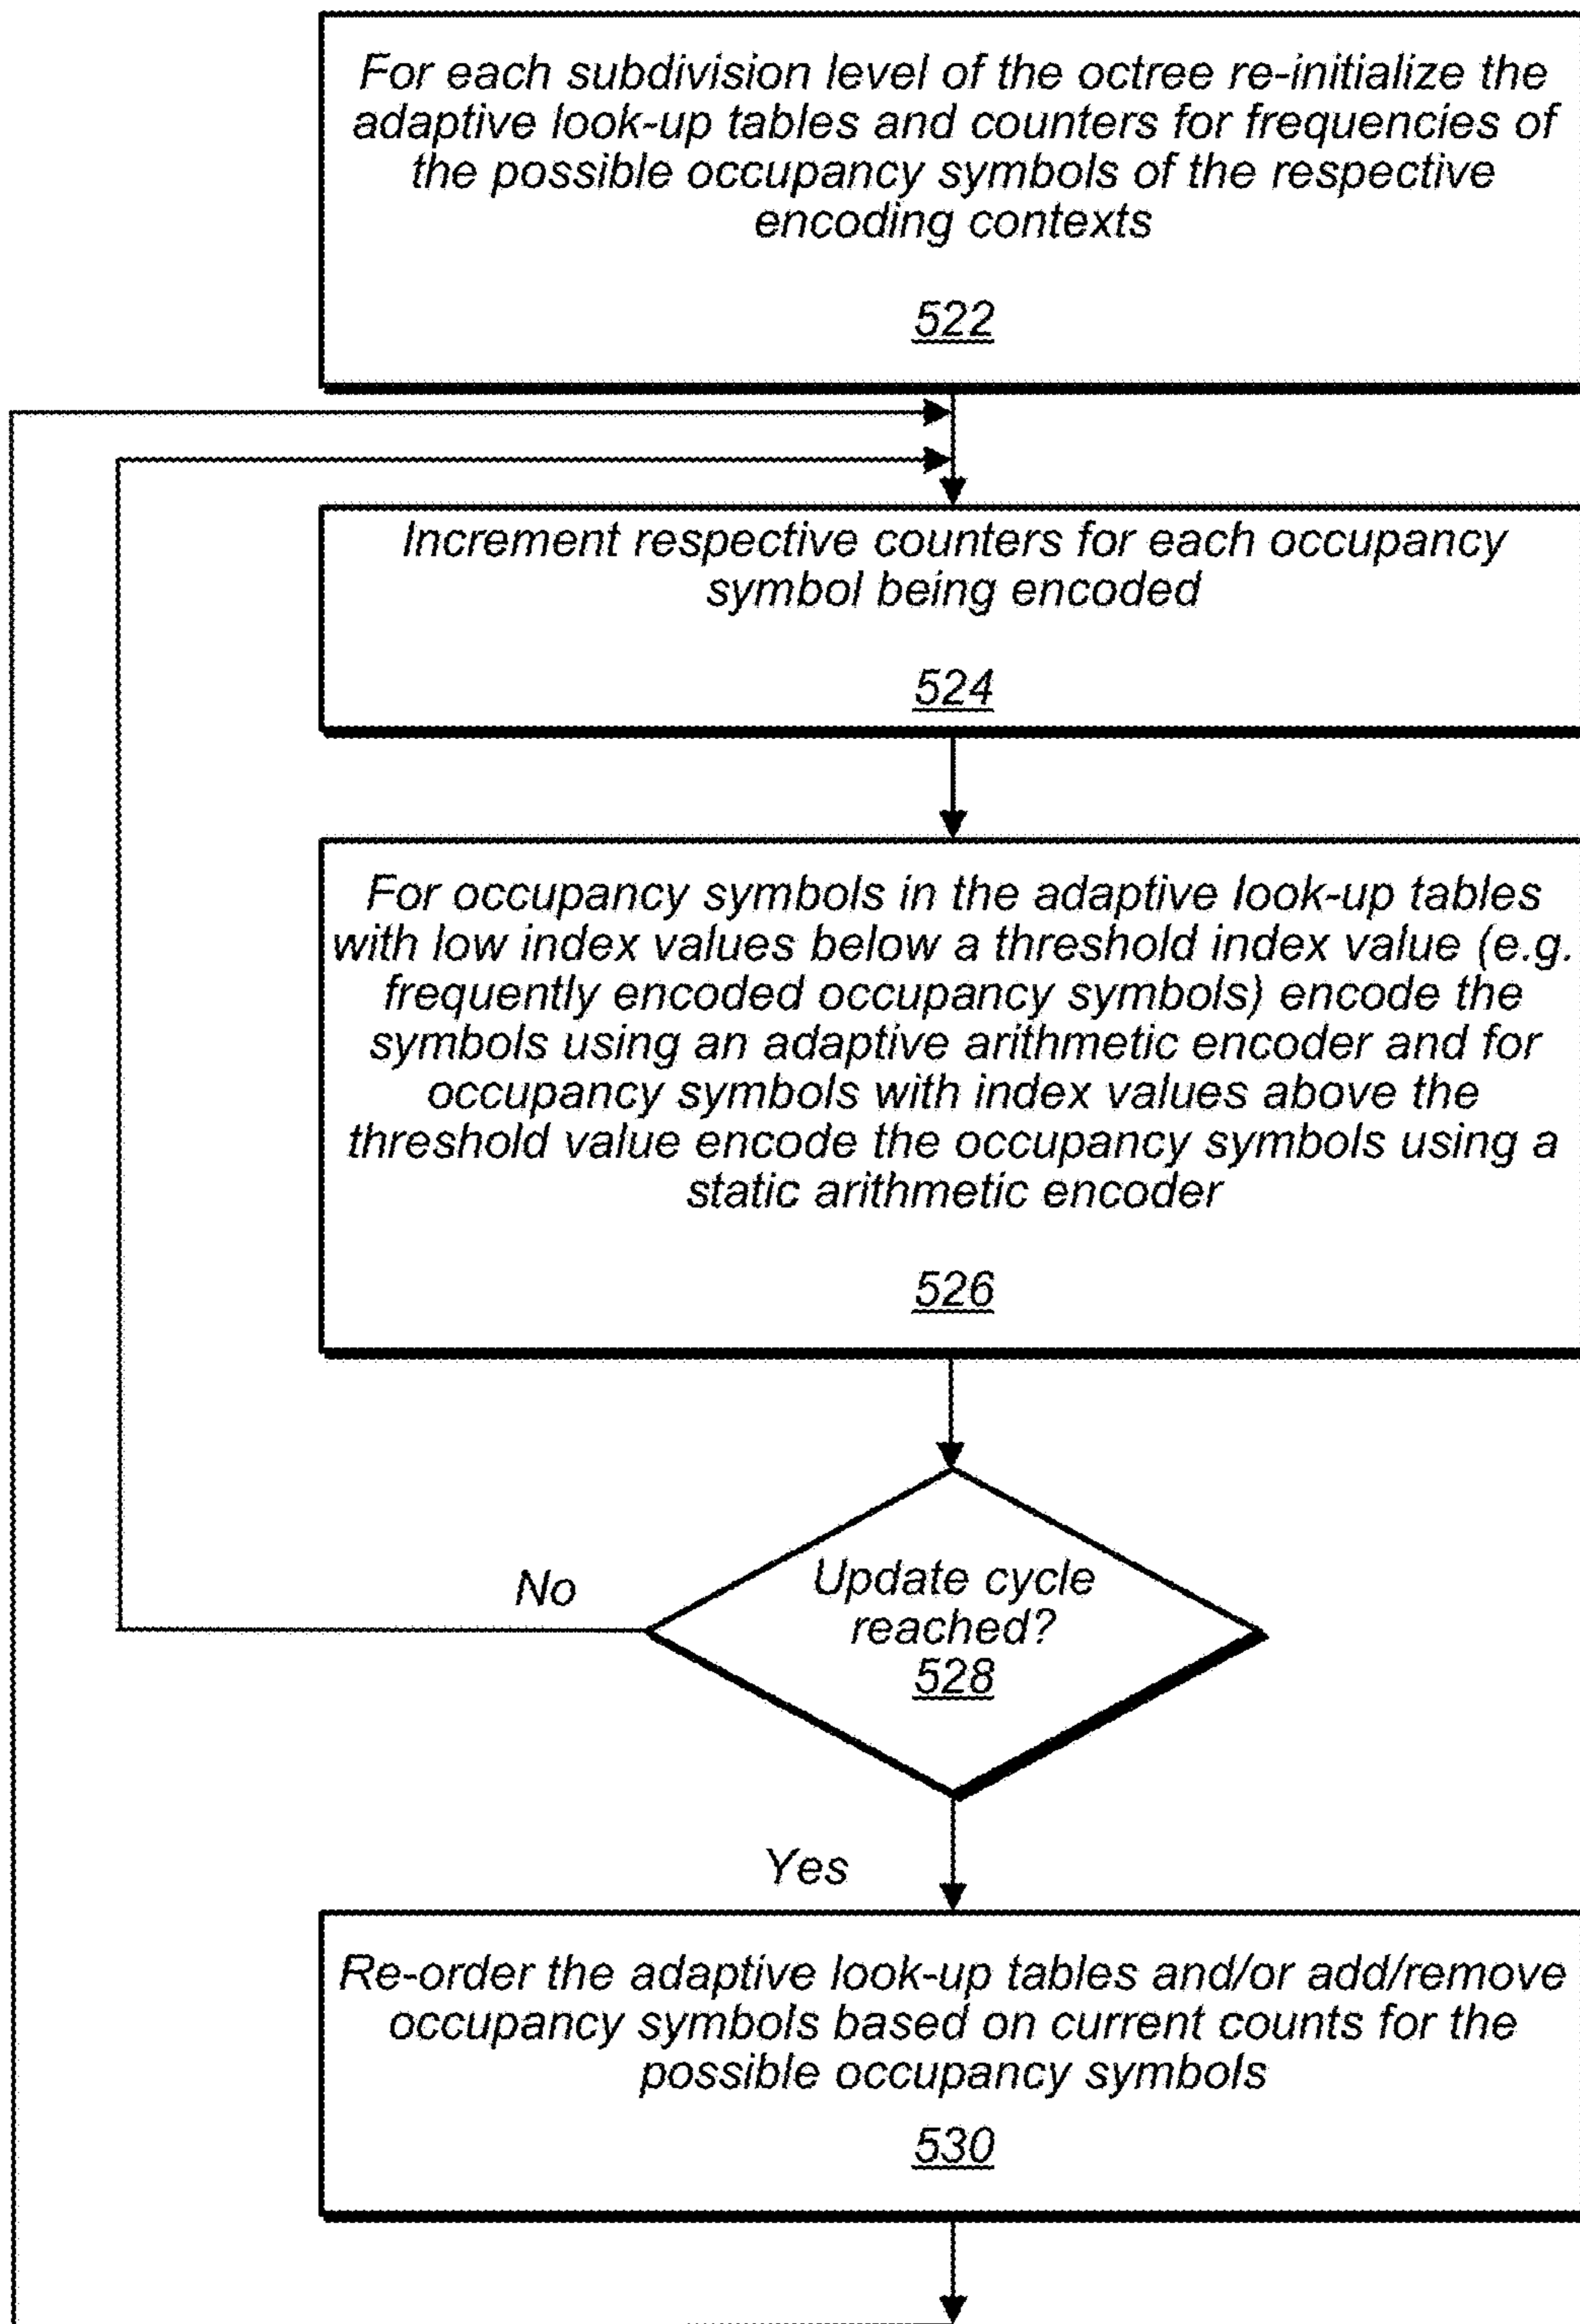 For each subdivision level of the octree re-initialize the
adaptive look-up tables and counters for frequencies of
the possible occupancy symbols of the respective
encoding contexts
522
Increment respective counters for each occupancy
symbol being encoded
524
For occupancy symbols in the adaptive look-up tables
with low index values below a threshold index value (e.g.
frequently encoded occupancy symbols) encode the
symbols using an adaptive arithmetic encoder and for
occupancy symbols with index values above the
threshold value encode the occupancy symbols using a
static arithmetic encoder
526
No
Update cycle
reached?
528
Yes
Re-order the adaptive look-up tables and/or add/remove
occupancy symbols based on current counts for the
possible occupancy symbols
530